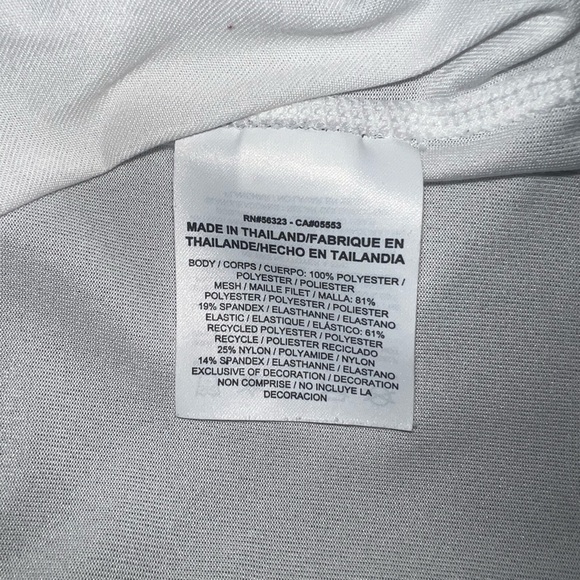 RN#56323 - CA#05553
MADE IN THAILAND/FABRIQUE EN
THAILANDE/HECHO EN TAILANDIA
BODY / CORPS / CUERPO: 100% POLYESTER /
POLYESTER / POLIESTER
MESH / MAILLE FILET / MALLA: 81%
POLYESTER / POLYESTER / POLIESTER
19% SPANDEX / ELASTHANNE / ELASTANO
ELASTIC / ELASTIQUE / ELÁSTICO: 61%
RECYCLED POLYESTER / POLYESTER
RECYCLE / POLIESTER RECICLADO
25% NYLON / POLYAMIDE / NYLON
14% SPANDEX / ELASTHANNE / ELASTANO
EXCLUSIVE OF DECORATION / DECORATION
NON COMPRISE / NO INCLUYE LA
DECORACION